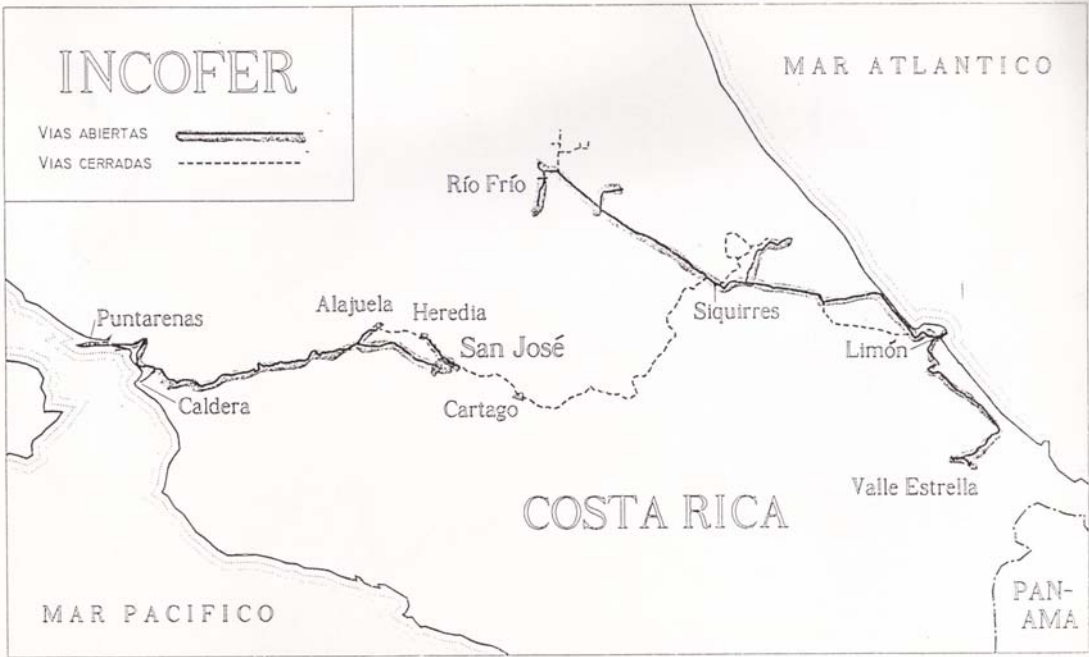 INCOFER
MAR ATLANTICO
VIAS ABIERTAS
VIAS CERRADAS
Río Frío
Puntarenas
Alajuela
Heredia
San José
Siquirres
Limón
Caldera
Cartago
Valle Estrella
COSTA RICA
MAR PACIFICO
PAN-
AMA